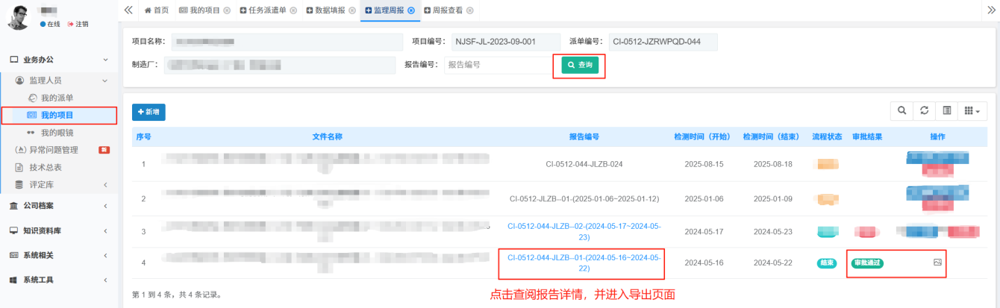 首页 我的项目 任务派遣单 数据填报 监理周报 周报查看
在线 注销
业务办公
监理人员
我的派单
我的项目
我的眼镜
异常问题管理 新
技术总表
评定库
公司档案
知识资料库
系统相关
系统工具
项目名称： 项目编号： NJSF-JL-2023-09-001 派单编号： CI-0512-JZRWPQD-044
制造厂： 报告编号： 报告编号 查询
新增
序号 文件名称 报告编号 检测时间（开始） 检测时间（结束） 流程状态 审批结果 操作
1 CI-0512-044-JLZB-024 2025-08-15 2025-08-18
2 CI-0512-JLZB--01-(2025-01-06~2025-01-12) 2025-01-06 2025-01-09
3 CI-0512-044-JLZB--02-(2024-05-17~2024-05-
23) 2024-05-17 2024-05-23
4 CI-0512-044-JLZB--01-(2024-05-16~2024-05-
22) 2024-05-16 2024-05-22 结束 审批通过
第 1 到 4 条，共 4 条记录。
点击查阅报告详情，并进入导出页面